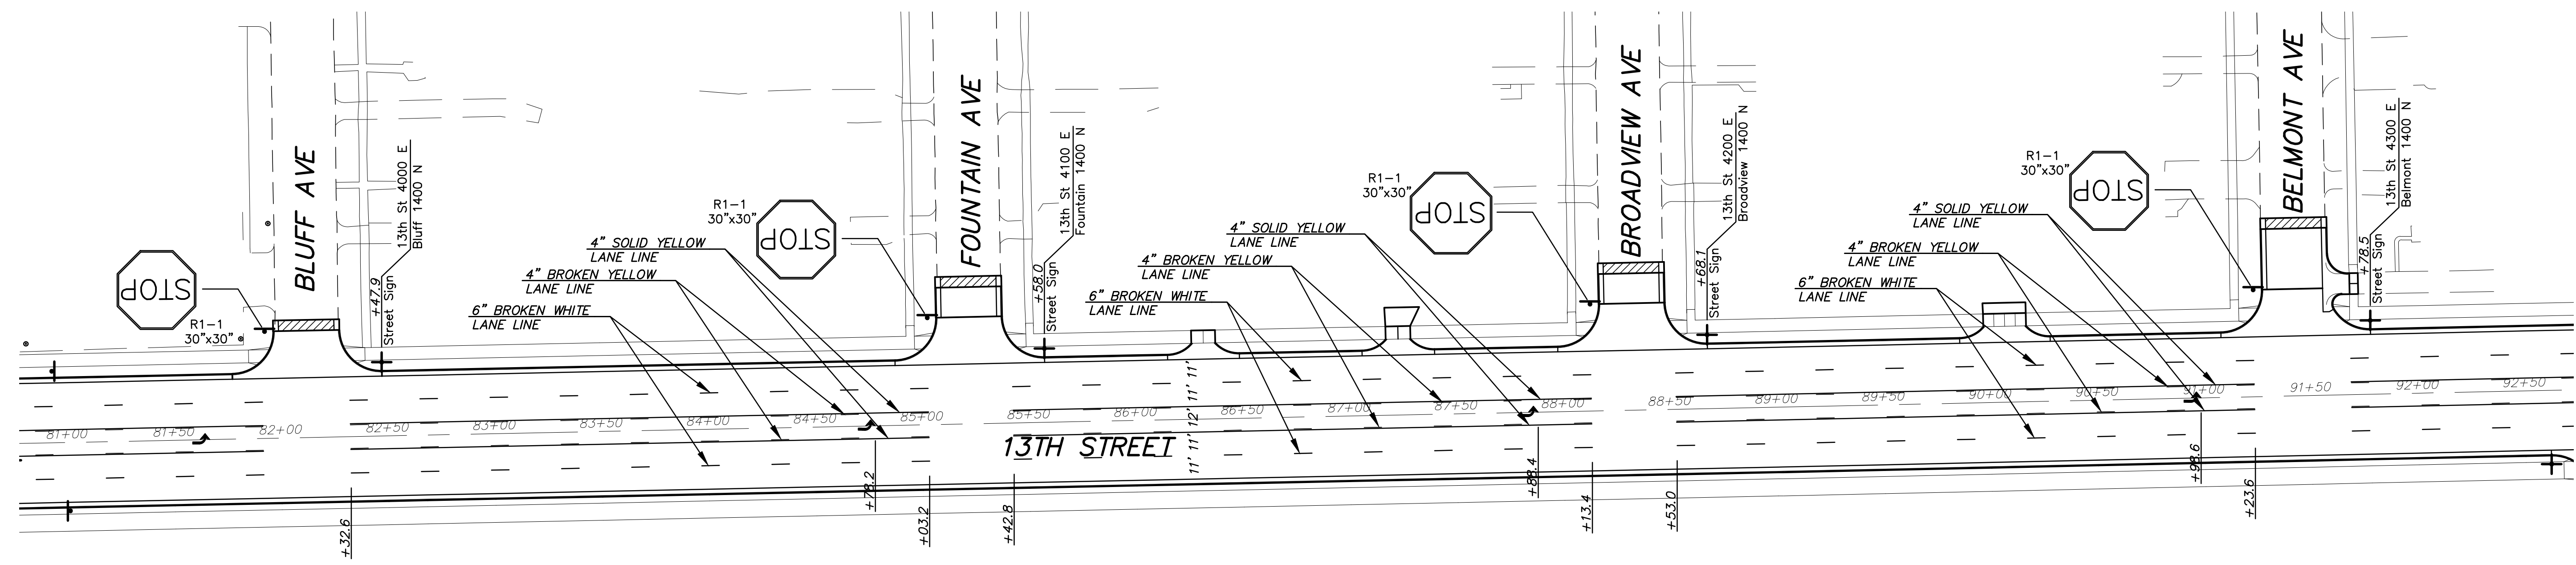 BLUFF AVE
STOP
R1-1
30"x30"
+47.9
Street Sign
13th St 4000 E
Bluff 1400 N
4" SOLID YELLOW
LANE LINE
4" BROKEN YELLOW
LANE LINE
6" BROKEN WHITE
LANE LINE
R1-1
30"x30"
STOP
FOUNTAIN AVE
+58.0
Street Sign
13th St 4100 E
Fountain 1400 N
4" SOLID YELLOW
LANE LINE
4" BROKEN YELLOW
LANE LINE
6" BROKEN WHITE
LANE LINE
R1-1
30"x30"
STOP
BROADVIEW AVE
+68.1
Street Sign
13th St 4200 E
Broadview 1400 N
4" SOLID YELLOW
LANE LINE
4" BROKEN YELLOW
LANE LINE
6" BROKEN WHITE
LANE LINE
R1-1
30"x30"
STOP
BELMONT AVE
+78.5
Street Sign
13th St 4300 E
Belmont 1400 N
81+00
81+50
82+00
82+50
83+00
83+50
84+00
84+50
85+00
85+50
86+00
86+50
87+00
87+50
88+00
88+50
89+00
89+50
90+00
90+50
91+00
91+50
92+00
92+50
11' 11' 12' 11' 11'
13TH STREET
+32.6
+78.2
+03.2
+42.8
+88.4
+13.4
+53.0
+98.6
+23.6